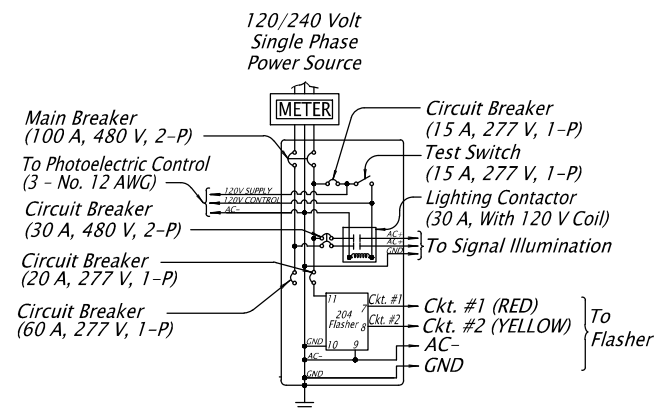 120/240 Volt
Single Phase
Power Source
METER
Main Breaker
(100 A, 480 V, 2-P)
To Photoelectric Control
(3 - No. 12 AWG)
Circuit Breaker
(30 A, 480 V, 2-P)
Circuit Breaker
(20 A, 277 V, 1-P)
Circuit Breaker
(60 A, 277 V, 1-P)
Circuit Breaker
(15 A, 277 V, 1-P)
Test Switch
(15 A, 277 V, 1-P)
Lighting Contactor
(30 A, With 120 V Coil)
120V SUPPLY
120V CONTROL
AC-
AC+
AC+
GND
To Signal Illumination
11
204
Flasher
7
8
GND
10
9
AC-
GND
Ckt. #1
Ckt. #2
Ckt. #1 (RED)
Ckt. #2 (YELLOW)
AC-
GND
To
Flasher